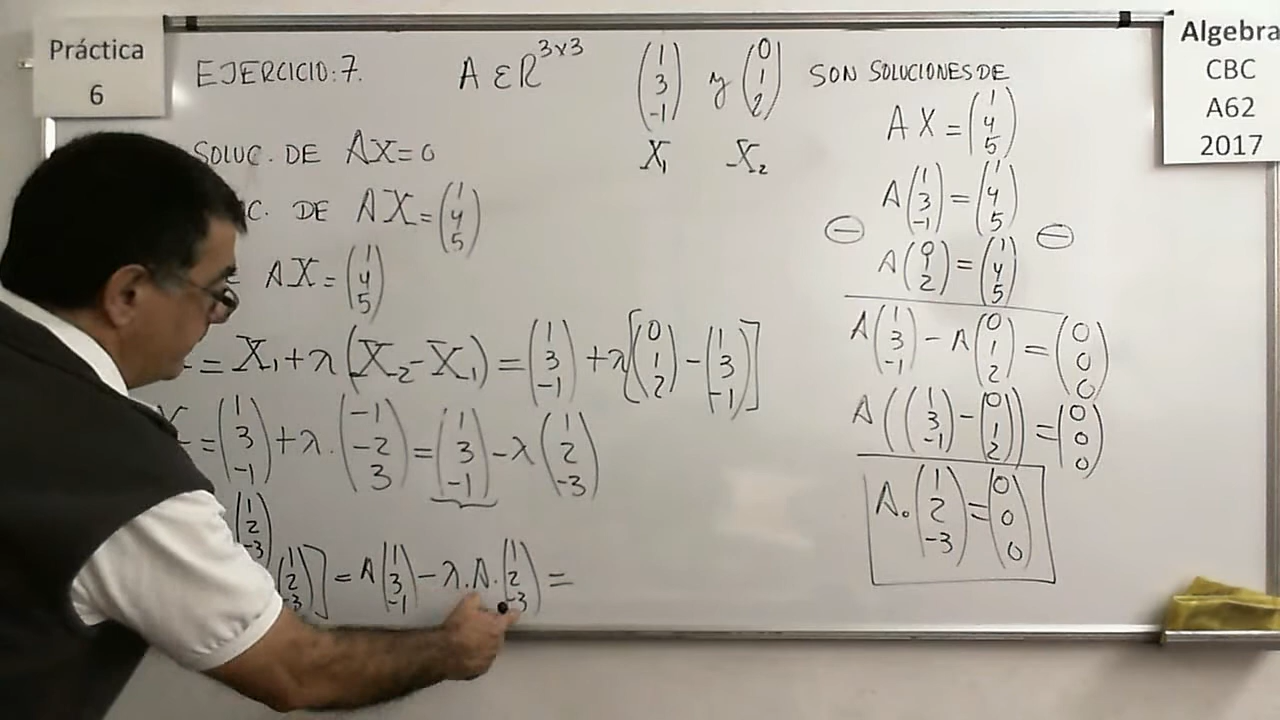 Práctica
6
Algebra
CBC
A62
2017
EJERCICIO: 7. A ∈ ℝ^{3×3} (1 3 -1) y (0 1 2) SON SOLUCIONES DE
X₁ X₂
SOLUC. DE AX=0
C. DE AX=(1 4 5)
AX=(1 4 5)
= X₁+λ(X₂-X₁)=(1 3 -1)+λ[(0 1 2)-(1 3 -1)]
=(1 3 -1)+λ.(-1 -2 3)=(1 3 -1)-λ(1 2 -3)
(1 2 -3)
(1 2 -3)]=A(1 3 -1)-λ.A.(1 2 -3)=
AX=(1 4 5)
A(1 3 -1)=(1 4 5)
⊖ ⊖
A(0 1 2)=(1 4 5)
A(1 3 -1)-A(0 1 2)=(0 0 0)
A((1 3 -1)-(0 1 2))=(0 0 0)
A.(1 2 -3)=(0 0 0)